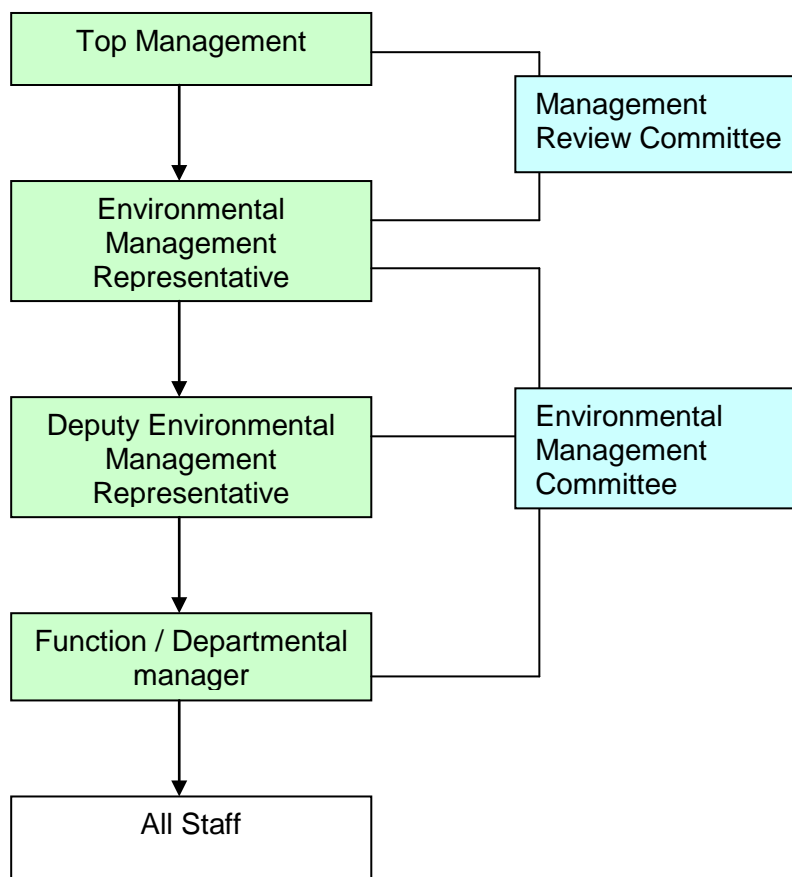 Top Management
Management
Review Committee
Environmental
Management
Representative
Deputy Environmental
Management
Representative
Environmental
Management
Committee
Function / Departmental
manager
All Staff